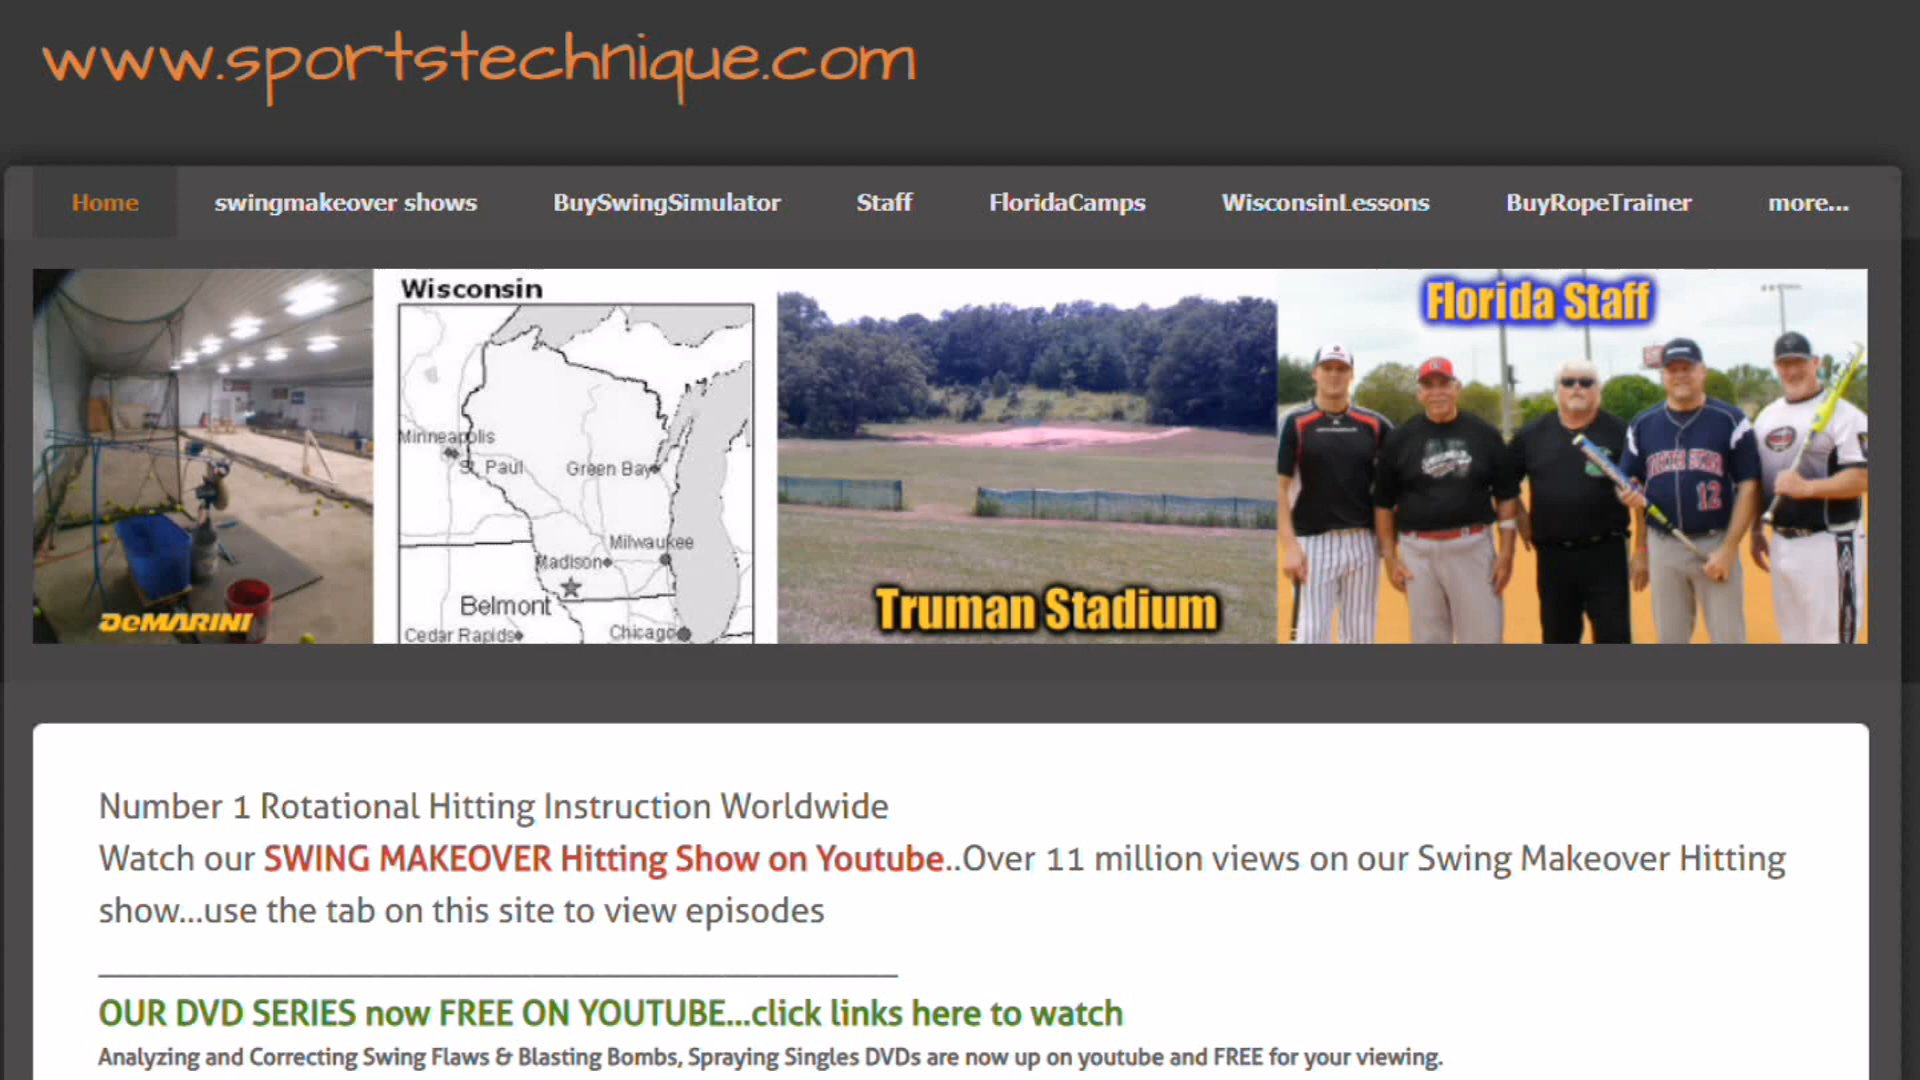 www.sportstechnique.com
Home swingmakeover shows BuySwingSimulator Staff FloridaCamps WisconsinLessons BuyRopeTrainer more...
Wisconsin
Florida Staff
Minneapolis
St. Paul
Green Bay
Milwaukee
Madison
Belmont
Cedar Rapids
Chicago
DeMARINI
Truman Stadium
12
Number 1 Rotational Hitting Instruction Worldwide
Watch our SWING MAKEOVER Hitting Show on Youtube..Over 11 million views on our Swing Makeover Hitting
show...use the tab on this site to view episodes
OUR DVD SERIES now FREE ON YOUTUBE...click links here to watch
Analyzing and Correcting Swing Flaws & Blasting Bombs, Spraying Singles DVDs are now up on youtube and FREE for your viewing.